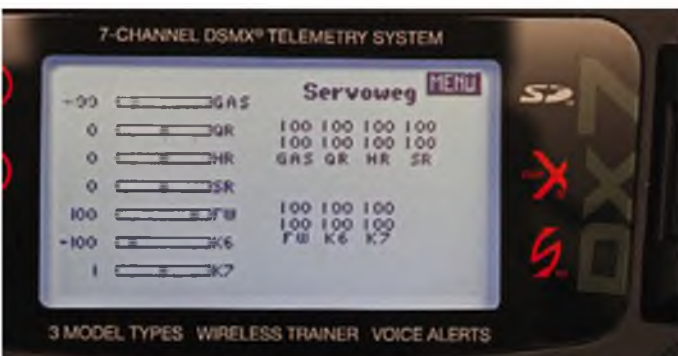 7-CHANNEL DSMX® TELEMETRY SYSTEM
Servoweg MENU
-99 GAS
0 QR
0 HR
0 SR
100 FW
-100 K6
1 K7
100 100 100 100
100 100 100 100
GAS QR HR SR
100 100 100
100 100 100
FW K6 K7
SD
DX7
3 MODEL TYPES WIRELESS TRAINER VOICE ALERTS